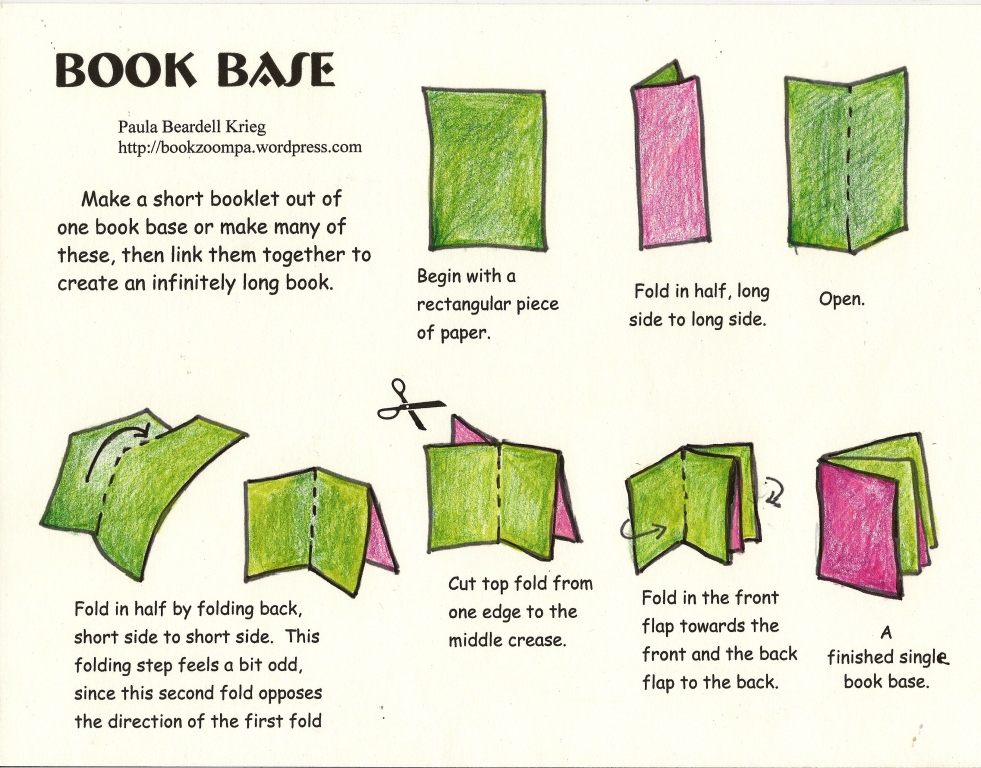 BOOK BASE
Paula Beardell Krieg
http://bookzoompa.wordpress.com
Make a short booklet out of
one book base or make many of
these, then link them together to
create an infinitely long book.
Begin with a
rectangular piece
of paper.
Fold in half, long
side to long side.
Open.
Fold in half by folding back,
short side to short side. This
folding step feels a bit odd,
since this second fold opposes
the direction of the first fold
Cut top fold from
one edge to the
middle crease.
Fold in the front
flap towards the
front and the back
flap to the back.
A
finished single
book base.